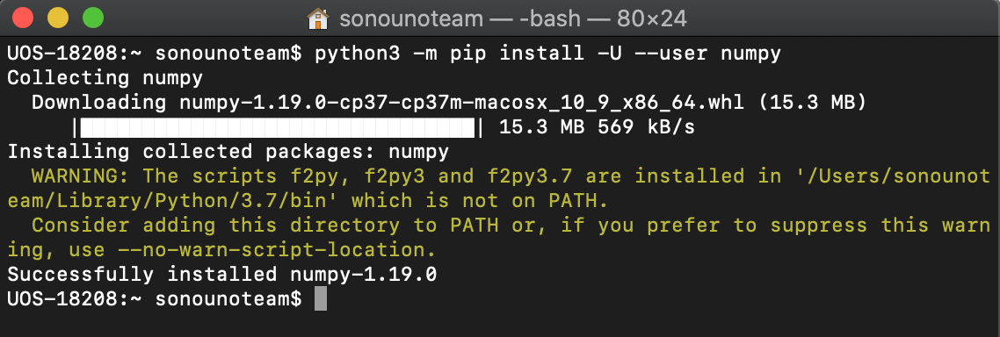 sonounoteam — -bash — 80×24
UOS-18208:~ sonounoteam$ python3 -m pip install -U --user numpy
Collecting numpy
  Downloading numpy-1.19.0-cp37-cp37m-macosx_10_9_x86_64.whl (15.3 MB)
     |████████████████████████████████| 15.3 MB 569 kB/s
Installing collected packages: numpy
  WARNING: The scripts f2py, f2py3 and f2py3.7 are installed in '/Users/sonounot
eam/Library/Python/3.7/bin' which is not on PATH.
  Consider adding this directory to PATH or, if you prefer to suppress this warn
ing, use --no-warn-script-location.
Successfully installed numpy-1.19.0
UOS-18208:~ sonounoteam$